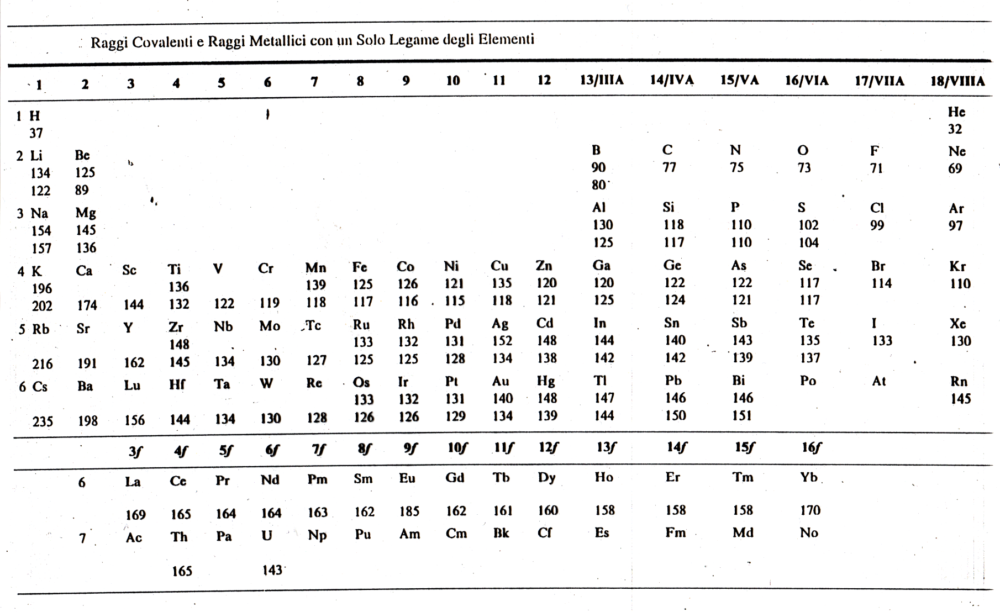 Raggi Covalenti e Raggi Metallici con un Solo Legame degli Elementi
1 2 3 4 5 6 7 8 9 10 11 12 13/IIIA 14/IVA 15/VA 16/VIA 17/VIIA 18/VIIIA
1 H He
37 32
2 Li Be B C N O F Ne
134 125 90 77 75 73 71 69
122 89 80
3 Na Mg Al Si P S Cl Ar
154 145 130 118 110 102 99 97
157 136 125 117 110 104
4 K Ca Sc Ti V Cr Mn Fe Co Ni Cu Zn Ga Ge As Se Br Kr
196 136 139 125 126 121 135 120 120 122 122 117 114 110
202 174 144 132 122 119 118 117 116 115 118 121 125 124 121 117
5 Rb Sr Y Zr Nb Mo Tc Ru Rh Pd Ag Cd In Sn Sb Te I Xe
148 133 132 131 152 148 144 140 143 135 133 130
216 191 162 145 134 130 127 125 125 128 134 138 142 142 139 137
6 Cs Ba Lu Hf Ta W Re Os Ir Pt Au Hg Tl Pb Bi Po At Rn
133 132 131 140 148 147 146 146 145
235 198 156 144 134 130 128 126 126 129 134 139 144 150 151
3f 4f 5f 6f 7f 8f 9f 10f 11f 12f 13f 14f 15f 16f
6 La Ce Pr Nd Pm Sm Eu Gd Tb Dy Ho Er Tm Yb
169 165 164 164 163 162 185 162 161 160 158 158 158 170
7 Ac Th Pa U Np Pu Am Cm Bk Cf Es Fm Md No
165 143